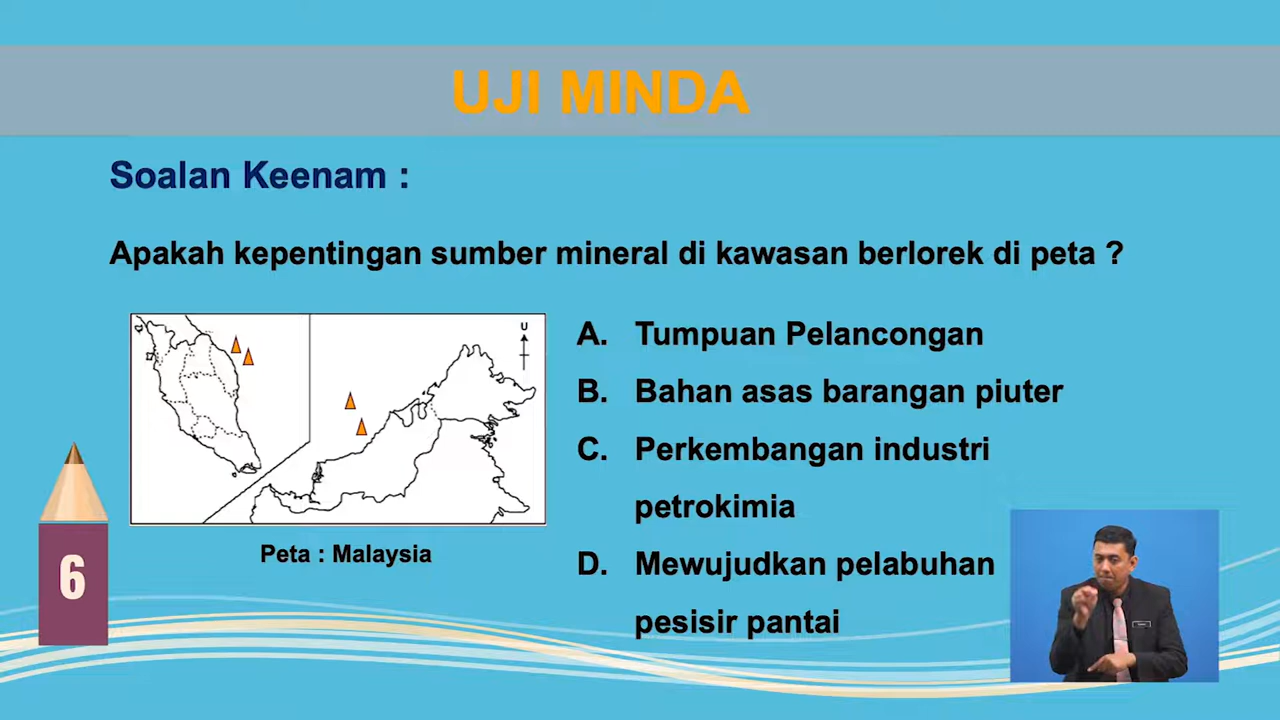 UJI MINDA
Soalan Keenam :
Apakah kepentingan sumber mineral di kawasan berlorek di peta ?
U
Peta : Malaysia
A. Tumpuan Pelancongan
B. Bahan asas barangan piuter
C. Perkembangan industri
petrokimia
D. Mewujudkan pelabuhan
pesisir pantai
6